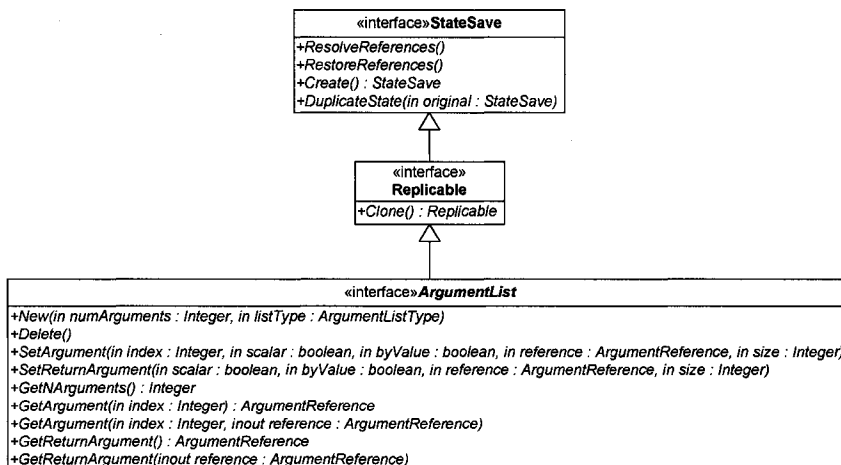 «interface»StateSave
+ResolveReferences()
+RestoreReferences()
+Create() : StateSave
+DuplicateState(in original : StateSave)
«interface»
Replicable
+Clone() : Replicable
«interface»ArgumentList
+New(in numArguments : Integer, in listType : ArgumentListType)
+Delete()
+SetArgument(in index : Integer, in scalar : boolean, in byValue : boolean, in reference : ArgumentReference, in size : Integer)
+SetReturnArgument(in scalar : boolean, in byValue : boolean, in reference : ArgumentReference, in size : Integer)
+GetNArguments() : Integer
+GetArgument(in index : Integer) : ArgumentReference
+GetArgument(in index : Integer, inout reference : ArgumentReference)
+GetReturnArgument() : ArgumentReference
+GetReturnArgument(inout reference : ArgumentReference)